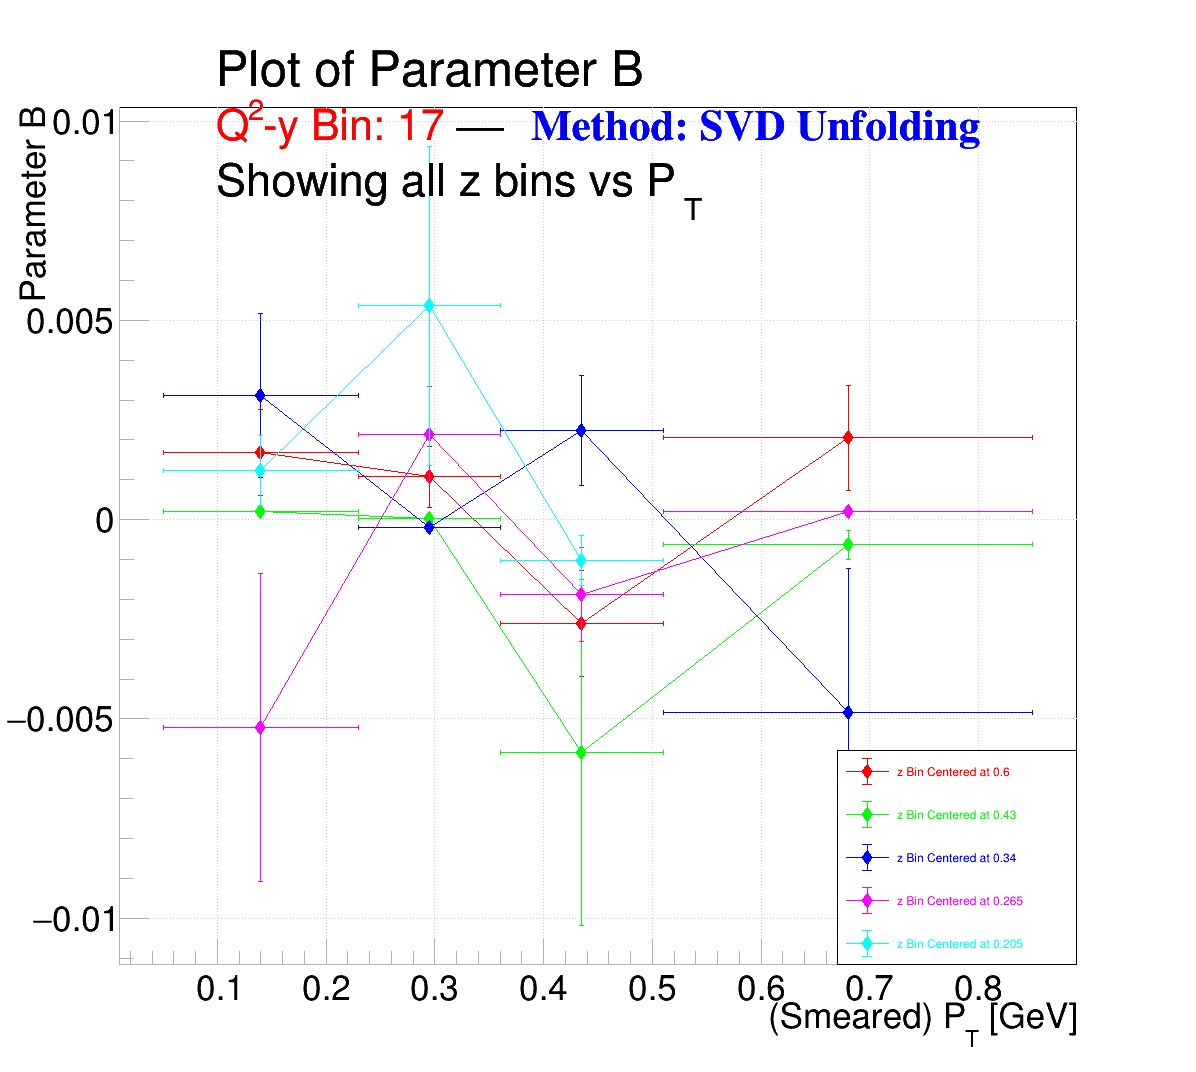 Plot of Parameter B
Q²-y Bin: 17 — Method: SVD Unfolding
Showing all z bins vs P_T
Parameter B
0.01
0.005
0
−0.005
−0.01
0.1 0.2 0.3 0.4 0.5 0.6 0.7 0.8
(Smeared) P_T [GeV]
z Bin Centered at 0.6
z Bin Centered at 0.43
z Bin Centered at 0.34
z Bin Centered at 0.265
z Bin Centered at 0.205